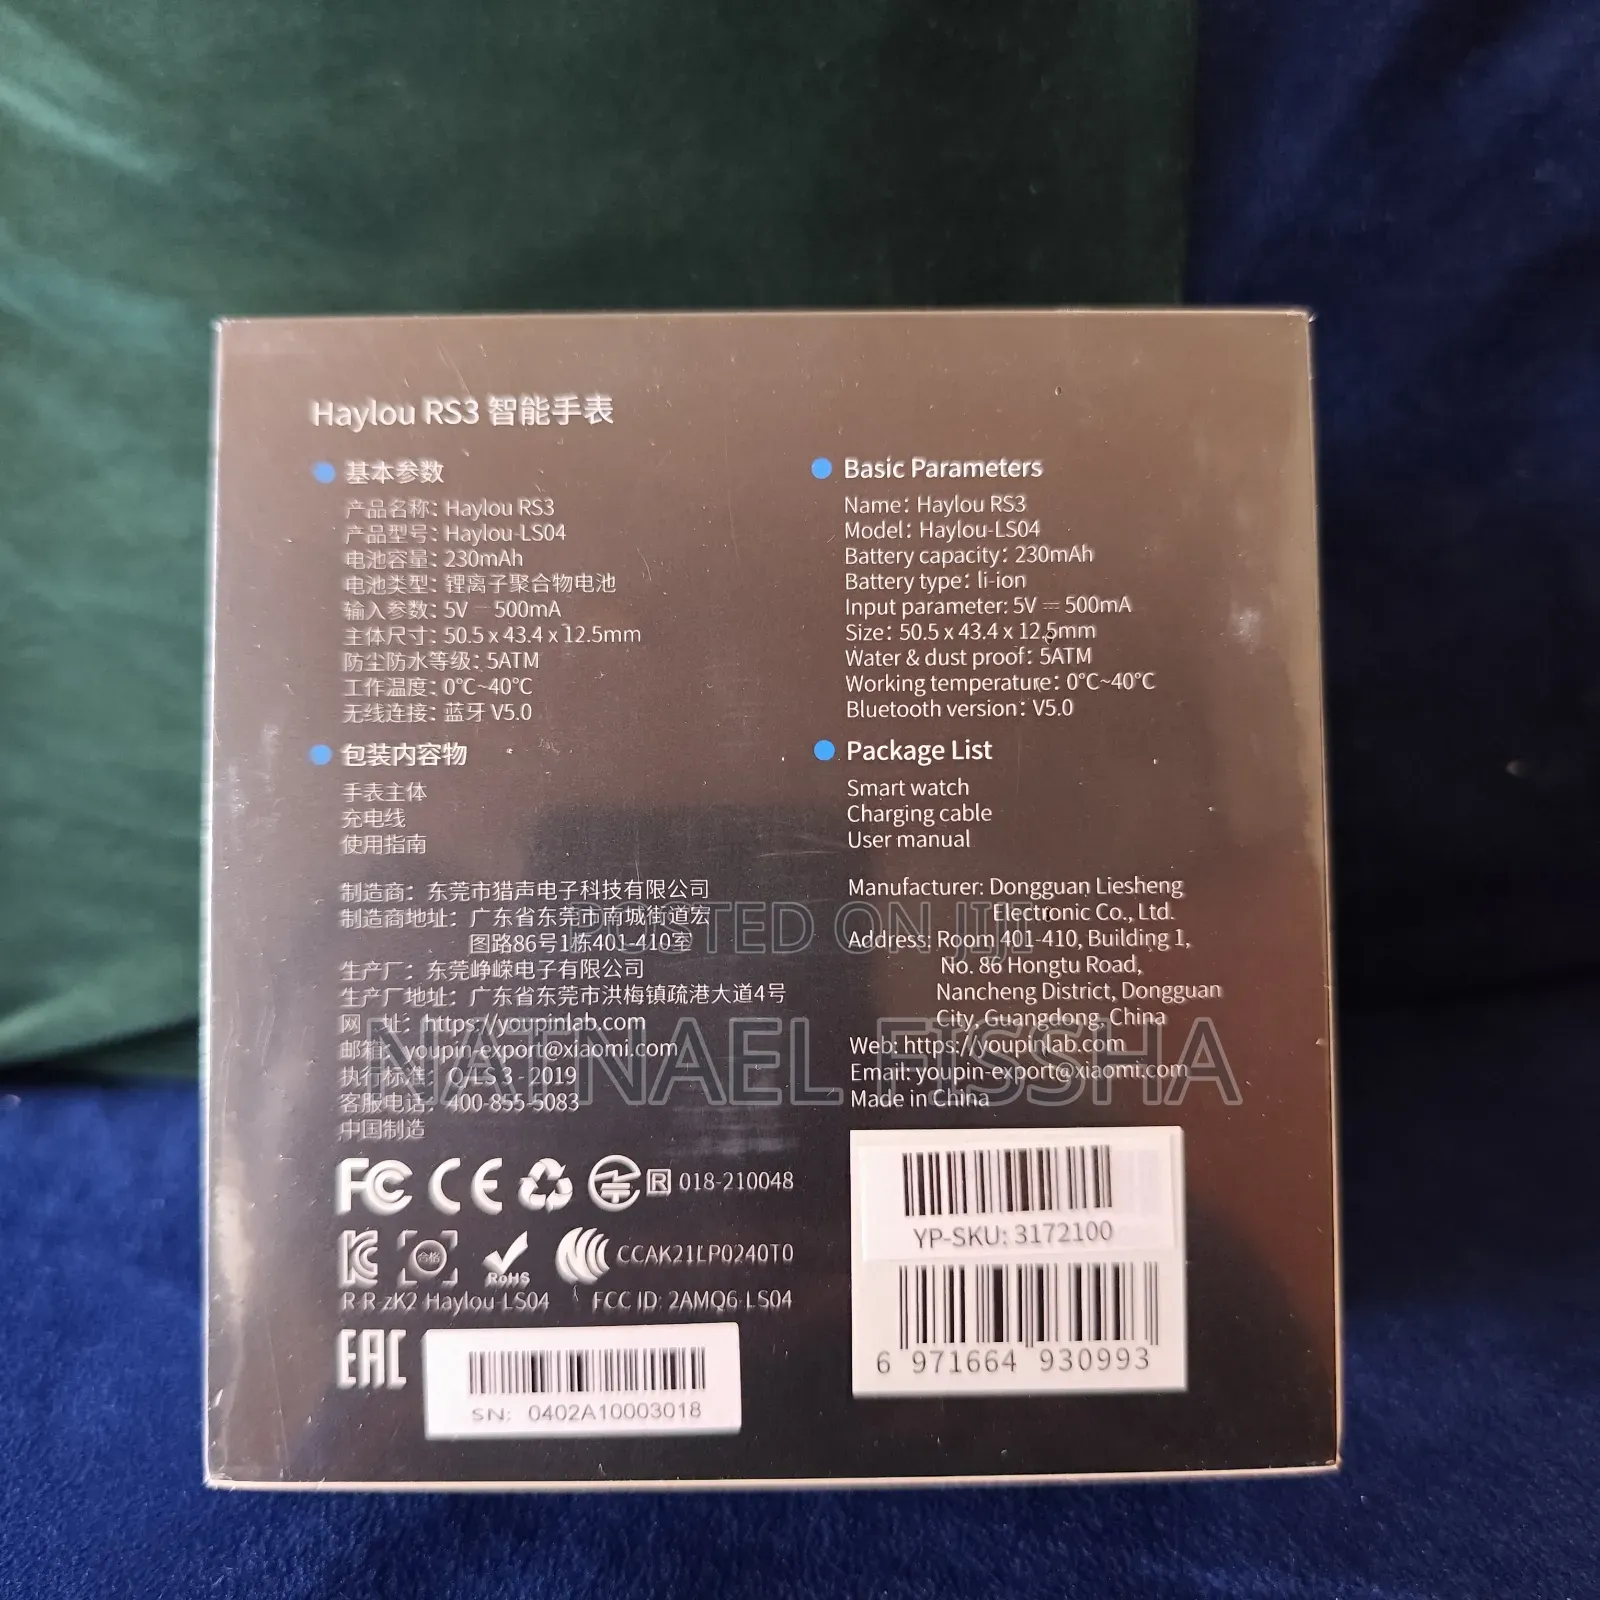 Haylou RS3 智能手表
基本参数
产品名称: Haylou RS3
产品型号: Haylou-LS04
电池容量: 230mAh
电池类型: 锂离子聚合物电池
输入参数: 5V ⎓ 500mA
主体尺寸: 50.5 x 43.4 x 12.5mm
防尘防水等级: 5ATM
工作温度: 0°C~40°C
无线连接: 蓝牙 V5.0
包装内容物
手表主体
充电线
使用指南
制造商: 东莞市猎声电子科技有限公司
制造商地址: 广东省东莞市南城街道宏
图路86号1栋401-410室
生产厂: 东莞峥嵘电子有限公司
生产厂地址: 广东省东莞市洪梅镇疏港大道4号
网 址: https://youpinlab.com
邮箱: youpin-export@xiaomi.com
执行标准: Q/LS 3 - 2019
客服电话: 400-855-5083
中国制造
Basic Parameters
Name: Haylou RS3
Model: Haylou-LS04
Battery capacity: 230mAh
Battery type: li-ion
Input parameter: 5V ⎓ 500mA
Size: 50.5 x 43.4 x 12.5mm
Water & dust proof: 5ATM
Working temperature: 0°C~40°C
Bluetooth version: V5.0
Package List
Smart watch
Charging cable
User manual
Manufacturer: Dongguan Liesheng
Electronic Co., Ltd.
Address: Room 401-410, Building 1,
No. 86 Hongtu Road,
Nancheng District, Dongguan
City, Guangdong, China
Web: https://youpinlab.com
Email: youpin-export@xiaomi.com
Made in China
POSTED ON JIJI
NATNAEL FISSHA
FC CE R 018-210048
合格 RoHS CCAK21LP0240T0
R-R-zK2-Haylou-LS04 FCC ID: 2AMQ6-LS04
EAC
SN: 0402A10003018
YP-SKU: 3172100
6 971664 930993